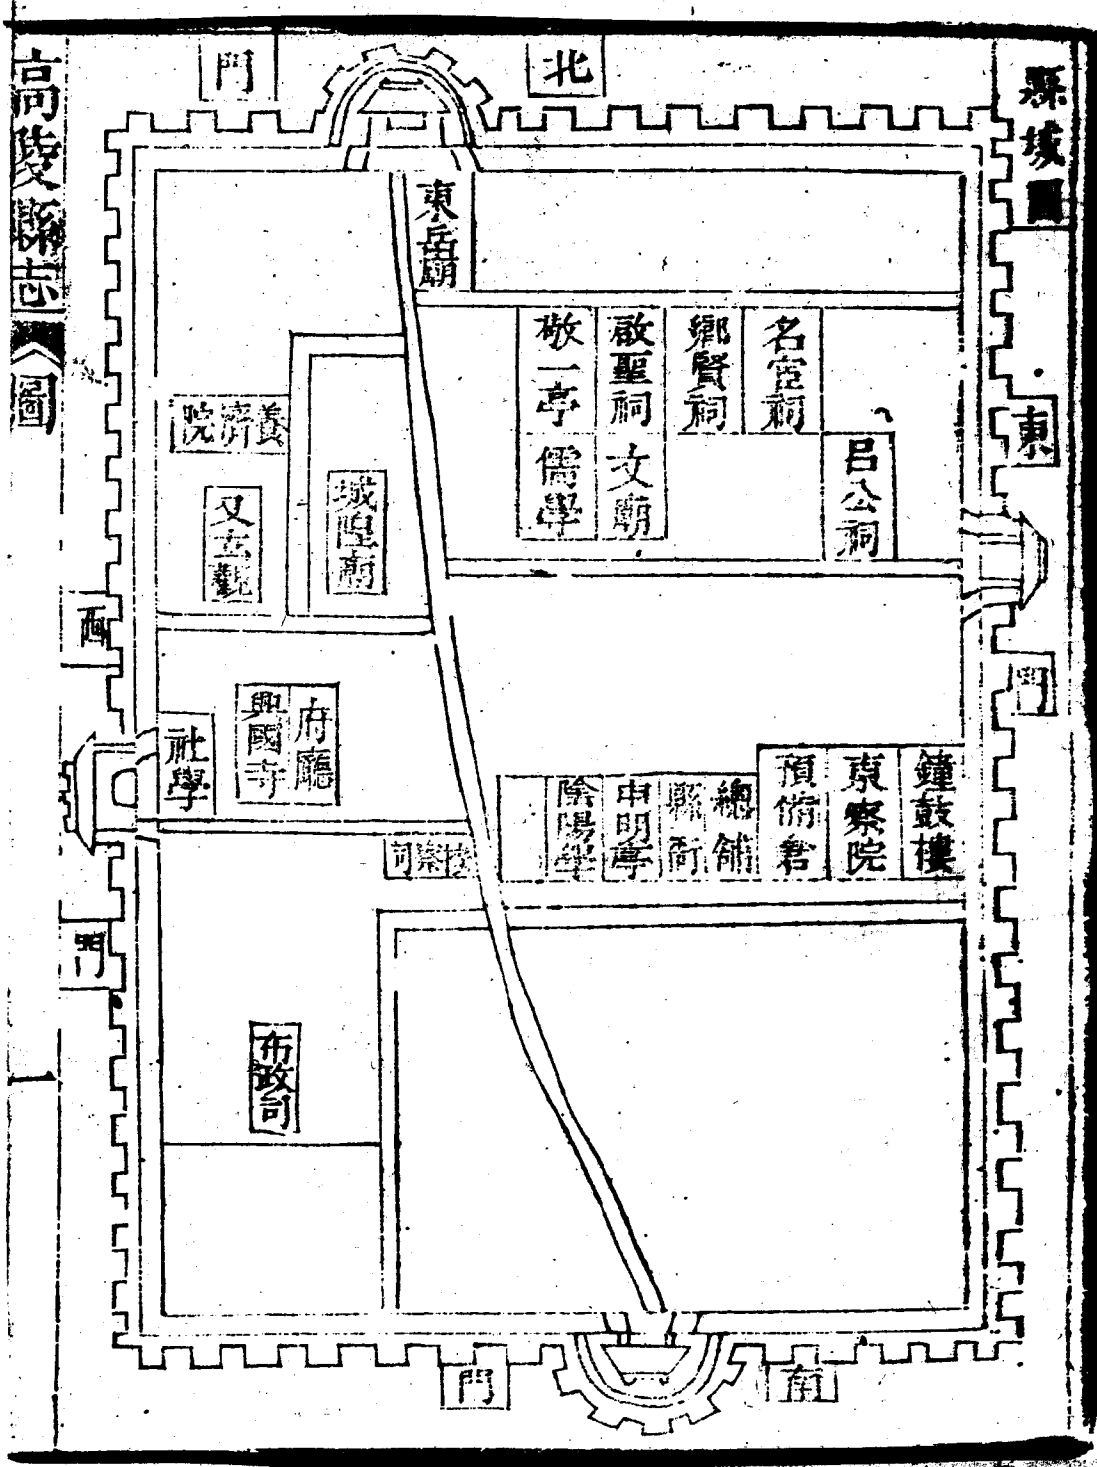 縣城圖
北門
東門
南門
西門
東岳廟
名宦祠
鄉賢祠
啟聖祠
敬一亭
呂公祠
文廟
儒學
養濟院
城隍廟
又玄觀
府廳
興國寺
社學
鐘鼓樓
東察院
預備倉
總鋪
縣衙
申明亭
陰陽學
按察司
布政司
高陵縣志
圖
一